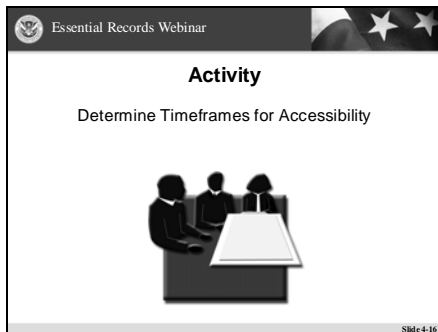 Essential Records Webinar
Activity
Determine Timeframes for Accessibility
Slide 4-16